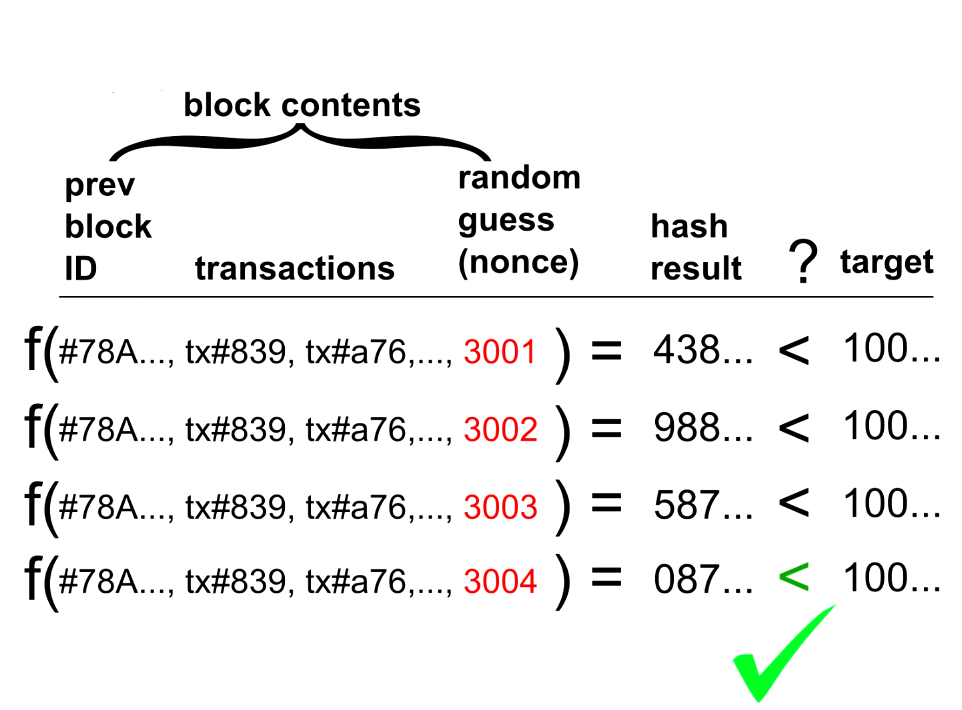 block contents
prev
block
ID
transactions
random
guess
(nonce)
hash
result
?
target
f(#78A..., tx#839, tx#a76,..., 3001 ) = 438... < 100...
f(#78A..., tx#839, tx#a76,..., 3002 ) = 988... < 100...
f(#78A..., tx#839, tx#a76,..., 3003 ) = 587... < 100...
f(#78A..., tx#839, tx#a76,..., 3004 ) = 087... < 100...